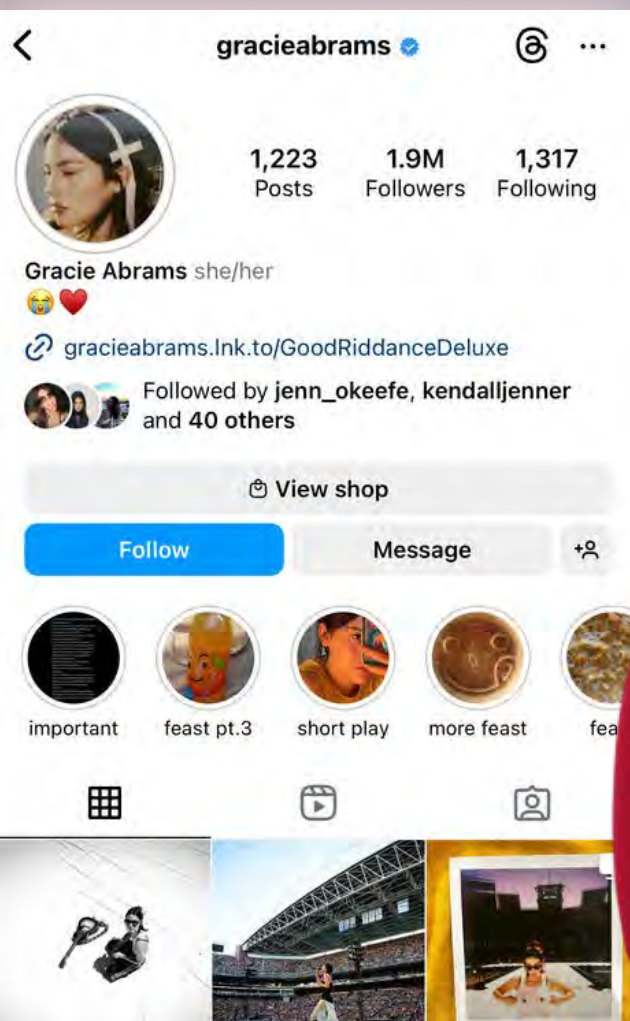 gracieabrams
1,223 1.9M 1,317
Posts Followers Following
Gracie Abrams she/her
😭❤️
gracieabrams.lnk.to/GoodRiddanceDeluxe
Followed by jenn_okeefe, kendalljenner
and 40 others
View shop
Follow Message
important feast pt.3 short play more feast fea